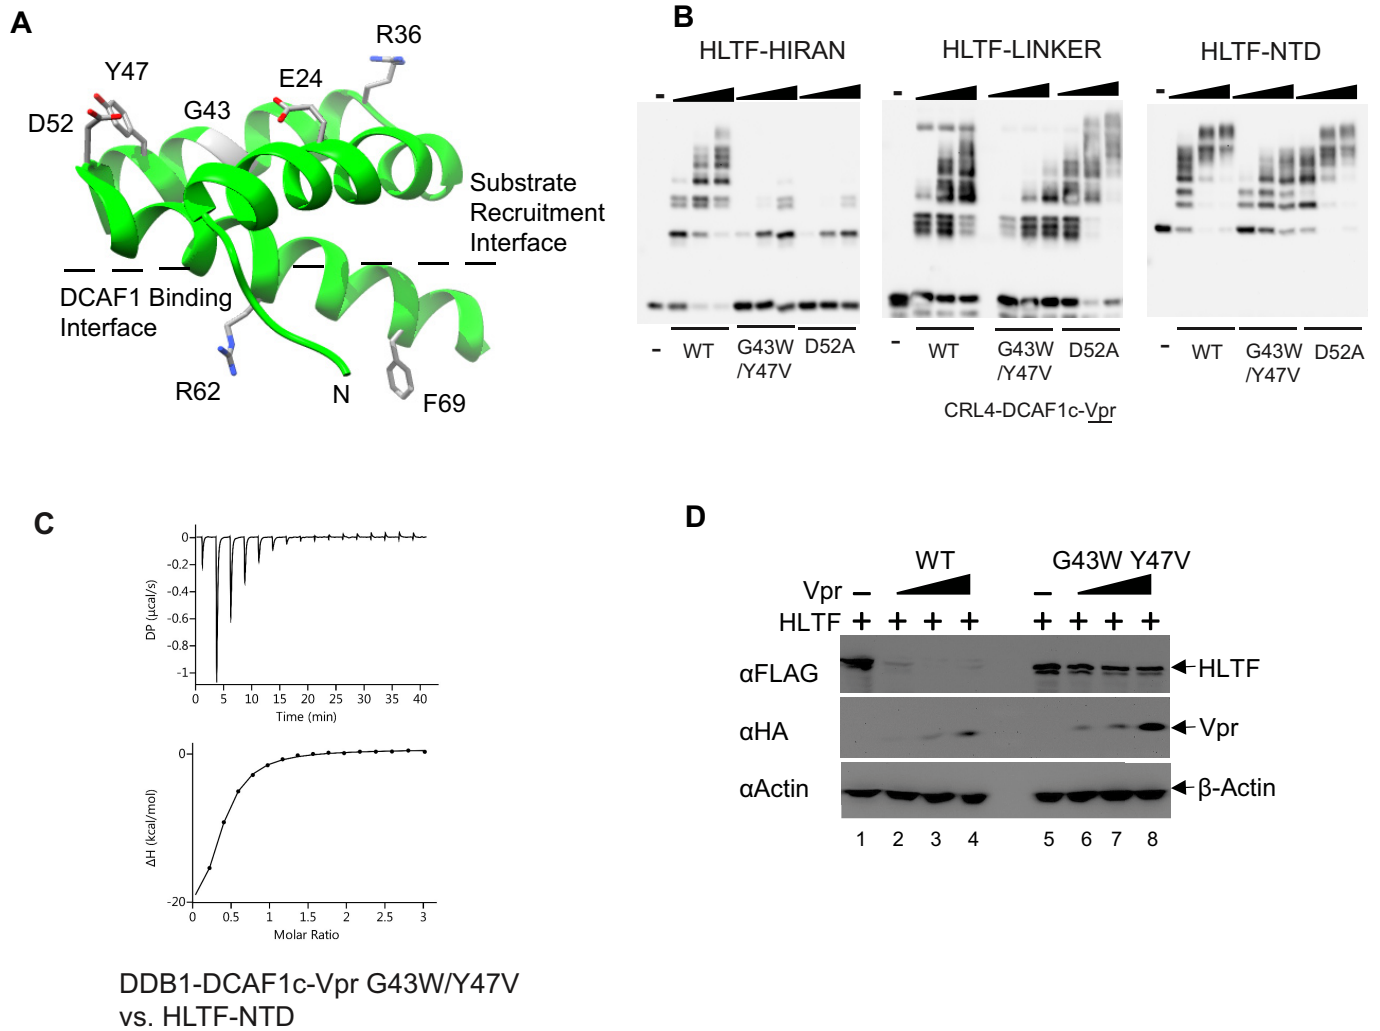 A
R36
Y47
E24
G43
D52
Substrate
Recruitment
Interface
DCAF1 Binding
Interface
R62
N
F69
B
HLTF-HIRAN
HLTF-LINKER
HLTF-NTD
- - -
- WT G43W D52A
/Y47V
- WT G43W D52A
/Y47V
- WT G43W D52A
/Y47V
CRL4-DCAF1c-Vpr
C
DP (µcal/s)
0
-0.2
-0.4
-0.6
-0.8
-1
0 5 10 15 20 25 30 35 40
Time (min)
ΔH (kcal/mol)
0
-20
0 0.5 1 1.5 2 2.5 3
Molar Ratio
DDB1-DCAF1c-Vpr G43W/Y47V
vs. HLTF-NTD
D
WT G43W Y47V
Vpr − −
HLTF + + + + + + + +
αFLAG HLTF
αHA Vpr
αActin β-Actin
1 2 3 4 5 6 7 8